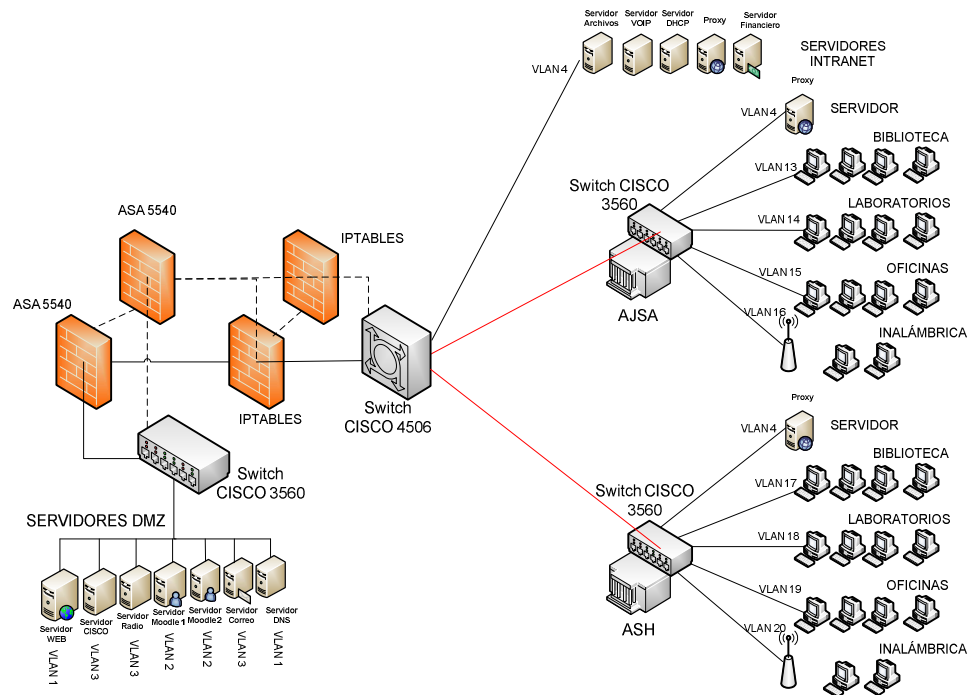 Servidor
Archivos
Servidor
VOIP
Servidor
DHCP
Proxy
Servidor
Financiero
SERVIDORES
INTRANET
VLAN 4
Proxy
SERVIDOR
VLAN 4
BIBLIOTECA
VLAN 13
Switch CISCO
3560
LABORATORIOS
VLAN 14
VLAN 15
OFICINAS
VLAN 16
AJSA
INALÁMBRICA
ASA 5540
IPTABLES
ASA 5540
IPTABLES
Switch
CISCO 4506
Switch
CISCO 3560
Proxy
SERVIDOR
VLAN 4
BIBLIOTECA
VLAN 17
Switch CISCO
3560
LABORATORIOS
VLAN 18
VLAN 19
OFICINAS
VLAN 20
ASH
INALÁMBRICA
SERVIDORES DMZ
Servidor
WEB
VLAN 1
Servidor
CISCO
VLAN 3
Servidor
Radio
VLAN 3
Servidor
Moodle 1
VLAN 2
Servidor
Moodle2
VLAN 2
Servidor
Correo
VLAN 3
Servidor
DNS
VLAN 1